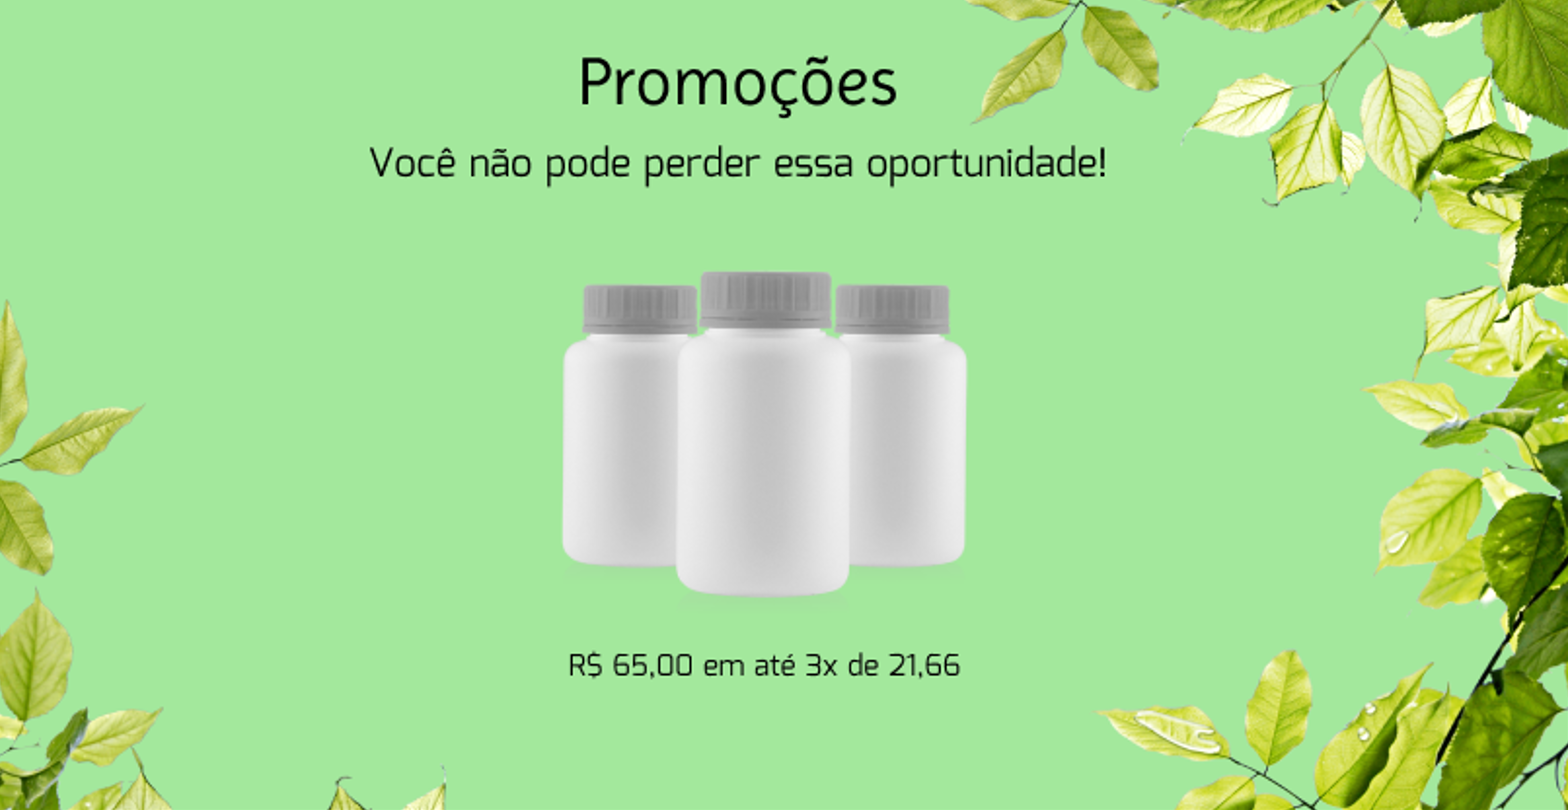 Promoções
Você não pode perder essa oportunidade!
R$ 65,00 em até 3x de 21,66